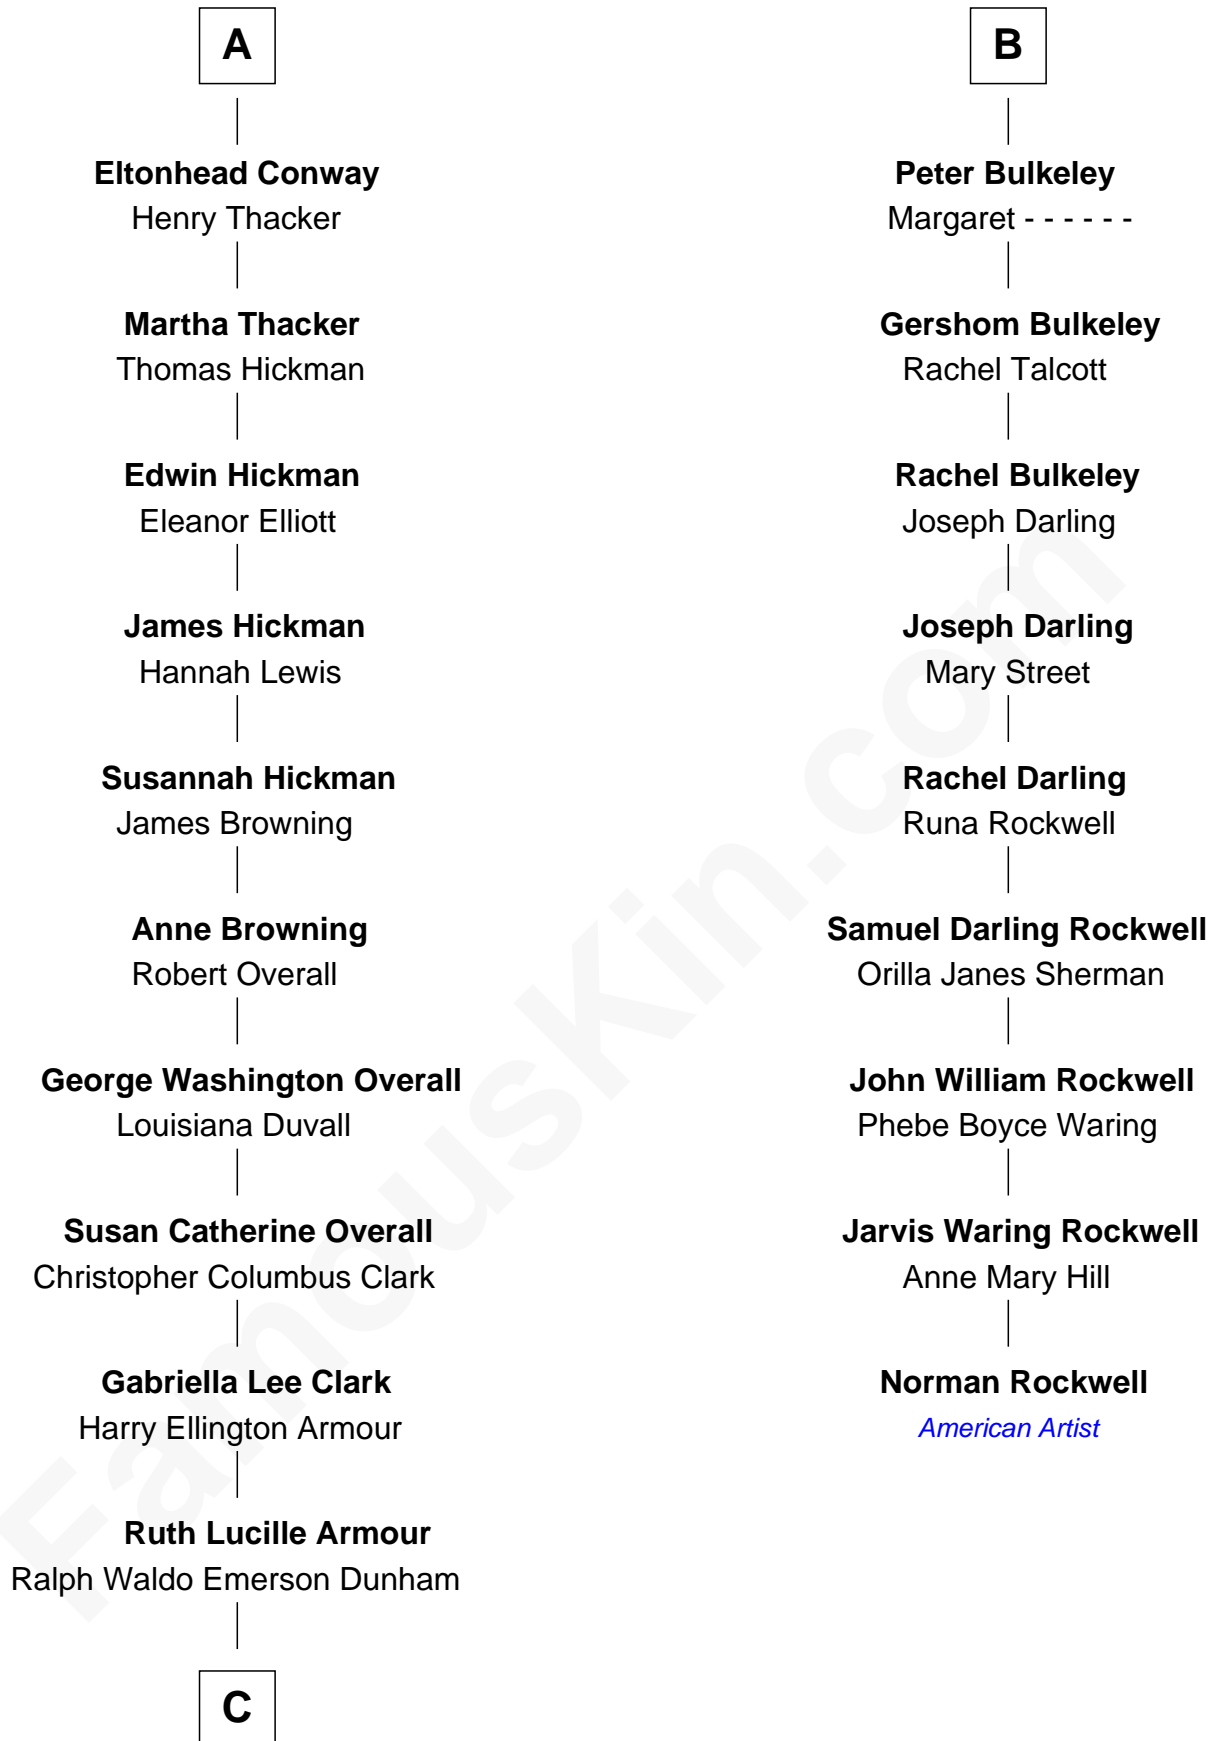 A
Eltonhead Conway
Henry Thacker
Martha Thacker
Thomas Hickman
Edwin Hickman
Eleanor Elliott
James Hickman
Hannah Lewis
Susannah Hickman
James Browning
Anne Browning
Robert Overall
George Washington Overall
Louisiana Duvall
Susan Catherine Overall
Christopher Columbus Clark
Gabriella Lee Clark
Harry Ellington Armour
Ruth Lucille Armour
Ralph Waldo Emerson Dunham
C
B
Peter Bulkeley
Margaret - - - - - -
Gershom Bulkeley
Rachel Talcott
Rachel Bulkeley
Joseph Darling
Joseph Darling
Mary Street
Rachel Darling
Runa Rockwell
Samuel Darling Rockwell
Orilla Janes Sherman
John William Rockwell
Phebe Boyce Waring
Jarvis Waring Rockwell
Anne Mary Hill
Norman Rockwell
American Artist
FamousKin.com